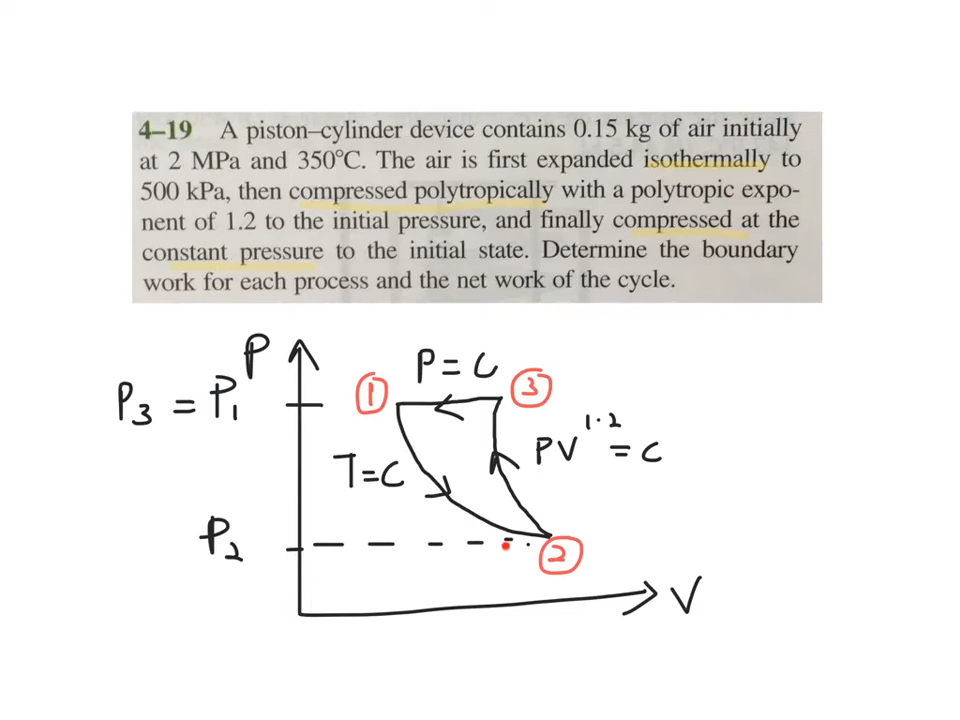 4–19 A piston–cylinder device contains 0.15 kg of air initially
at 2 MPa and 350°C. The air is first expanded isothermally to
500 kPa, then compressed polytropically with a polytropic expo-
nent of 1.2 to the initial pressure, and finally compressed at the
constant pressure to the initial state. Determine the boundary
work for each process and the net work of the cycle.
P
P=C
P₃ = P₁
1
3
T=C
PV^1.2 = C
P₂
2
V